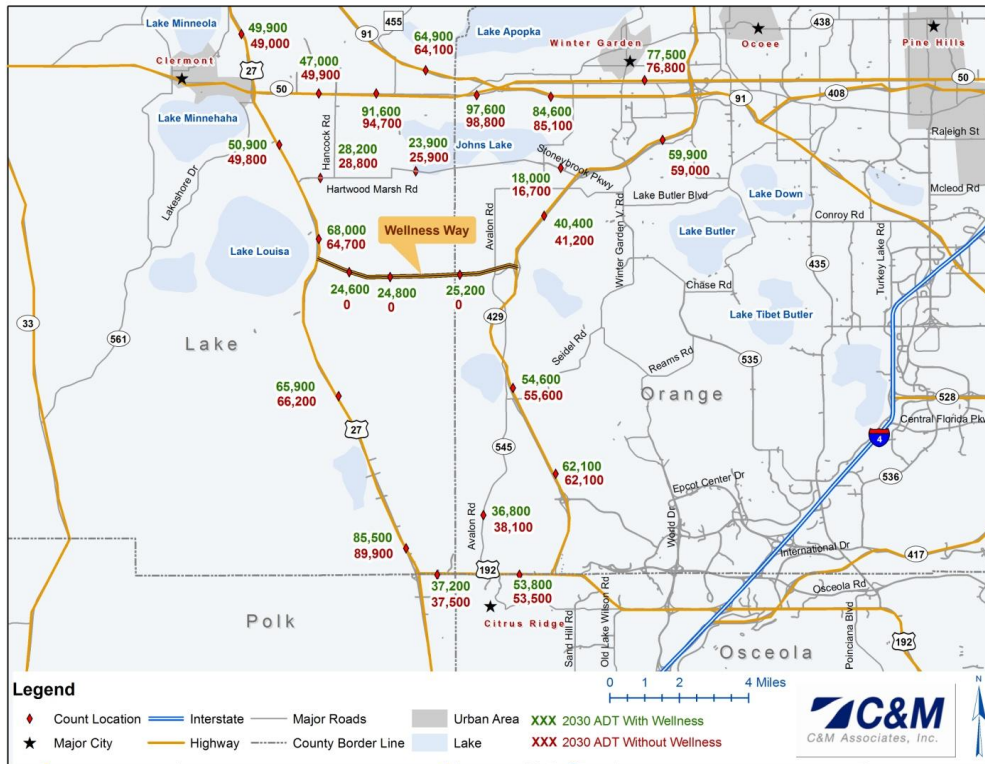 Lake Minneola
49,900
49,000
455
91
64,900
64,100
Lake Apopka
Winter Garden
Ocoee
438
Pine Hills
Clermont
27
47,000
49,900
77,500
76,800
50
50
91,600
94,700
97,600
98,800
84,600
85,100
91
408
Lake Minnehaha
50,900
49,800
Hancock Rd
28,200
28,800
23,900
25,900
Johns Lake
Stoneybrook Pkwy
59,900
59,000
Raleigh St
Lakeshore Dr
Hartwood Marsh Rd
18,000
16,700
Lake Butler Blvd
Lake Down
Mcleod Rd
Conroy Rd
Avalon Rd
40,400
41,200
Winter Garden V. Rd
Lake Butler
Turkey Lake Rd
Wellness Way
68,000
64,700
Lake Louisa
435
24,600
0
24,800
0
25,200
0
Chase Rd
Lake Tibet Butler
33
561
Lake
429
Seidel Rd
Reams Rd
535
65,900
66,200
54,600
55,600
Orange
528
Central Florida Pkw
27
4
545
62,100
62,100
Epcot Center Dr
536
36,800
38,100
World Dr
85,500
89,900
Avalon Rd
International Dr
417
192
37,200
37,500
53,800
53,500
Osceola Rd
Citrus Ridge
Polk
Sand Hill Rd
Old Lake Wilson Rd
Poinciana Blvd
192
Osceola
Legend
0 1 2 4 Miles
N
Count Location
Interstate
Major Roads
Urban Area
XXX 2030 ADT With Wellness
Major City
Highway
County Border Line
Lake
XXX 2030 ADT Without Wellness
C&M
C&M Associates, Inc.